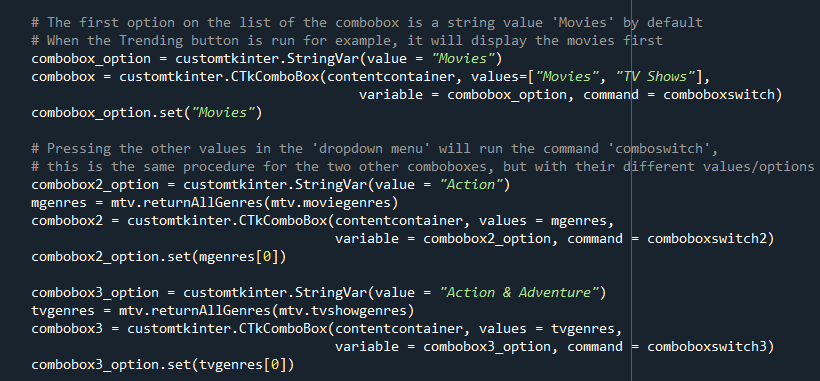 # The first option on the list of the combobox is a string value 'Movies' by default
# When the Trending button is run for example, it will display the movies first
combobox_option = customtkinter.StringVar(value = "Movies")
combobox = customtkinter.CTkComboBox(contentcontainer, values=["Movies", "TV Shows"],
variable = combobox_option, command = comboboxswitch)
combobox_option.set("Movies")
# Pressing the other values in the 'dropdown menu' will run the command 'comboswitch',
# this is the same procedure for the two other comboboxes, but with their different values/options
combobox2_option = customtkinter.StringVar(value = "Action")
mgenres = mtv.returnAllGenres(mtv.moviegenres)
combobox2 = customtkinter.CTkComboBox(contentcontainer, values = mgenres,
variable = combobox2_option, command = comboboxswitch2)
combobox2_option.set(mgenres[0])
combobox3_option = customtkinter.StringVar(value = "Action & Adventure")
tvgenres = mtv.returnAllGenres(mtv.tvshowgenres)
combobox3 = customtkinter.CTkComboBox(contentcontainer, values = tvgenres,
variable = combobox3_option, command = comboboxswitch3)
combobox3_option.set(tvgenres[0])